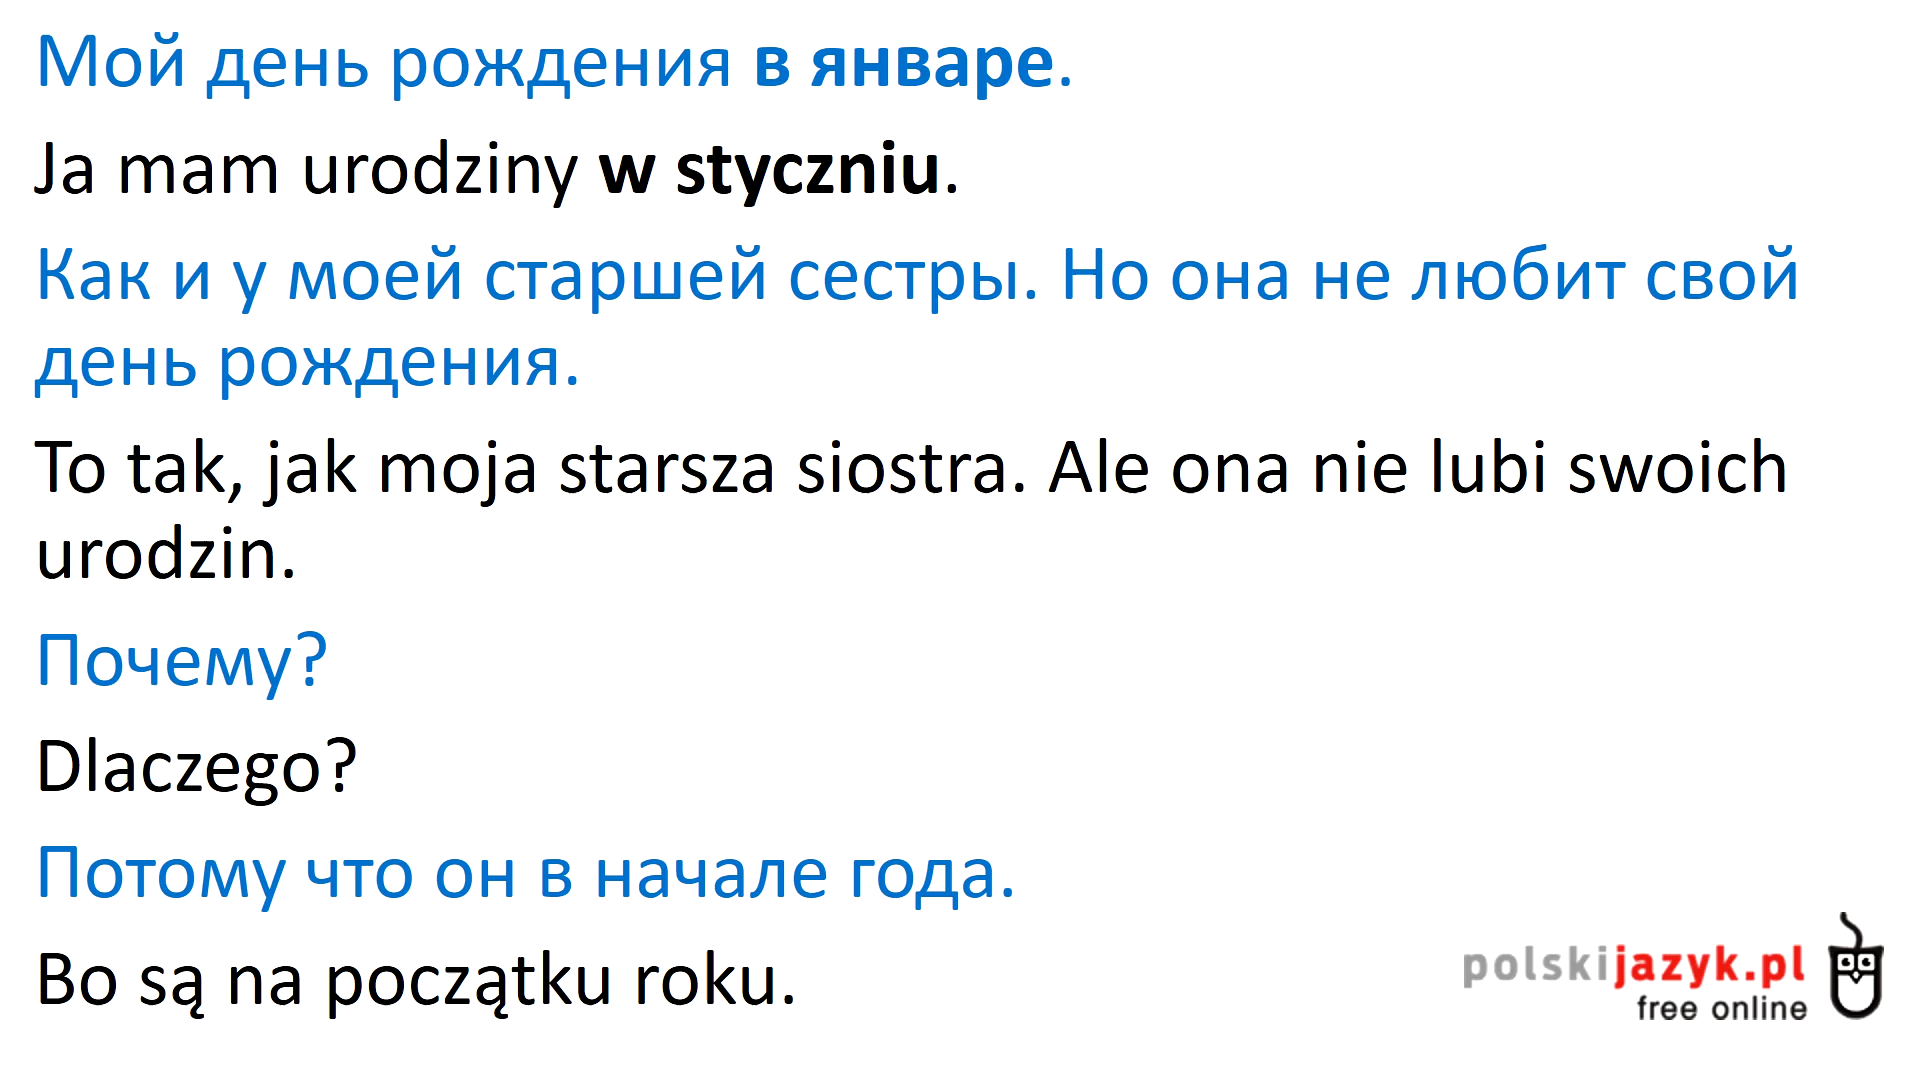 Мой день рождения в январе.
Ja mam urodziny w styczniu.
Как и у моей старшей сестры. Но она не любит свой
день рождения.
To tak, jak moja starsza siostra. Ale ona nie lubi swoich
urodzin.
Почему?
Dlaczego?
Потому что он в начале года.
Bo są na początku roku.
polskijazyk.pl
free online